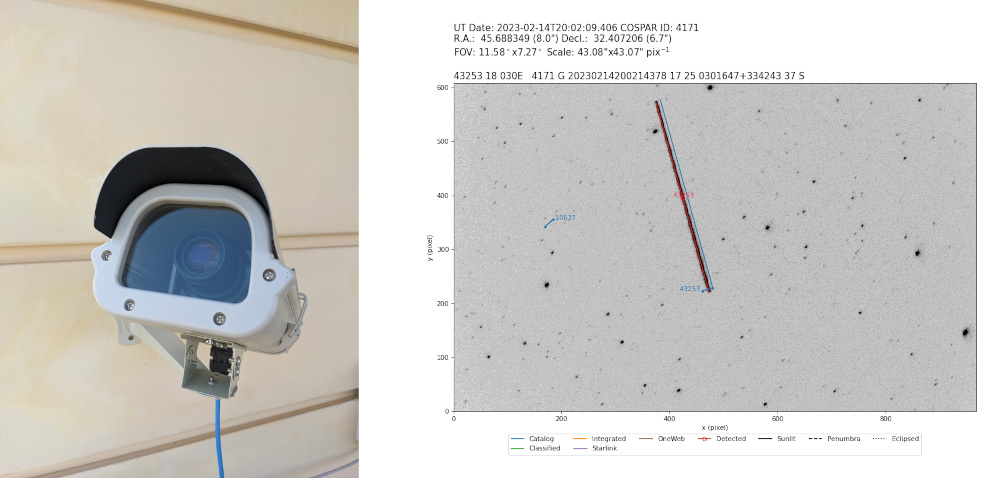 UT Date: 2023-02-14T20:02:09.406 COSPAR ID: 4171
R.A.: 45.688349 (8.0") Decl.: 32.407206 (6.7")
FOV: 11.58°x7.27° Scale: 43.08"x43.07" pix⁻¹
43253 18 030E 4171 G 20230214200214378 17 25 0301647+334243 37 S
600
500
400
300
200
100
0
y (pixel)
43253
10637
43253
200
400
600
800
x (pixel)
Catalog Integrated OneWeb Detected Sunlit Penumbra Eclipsed
Classified Starlink